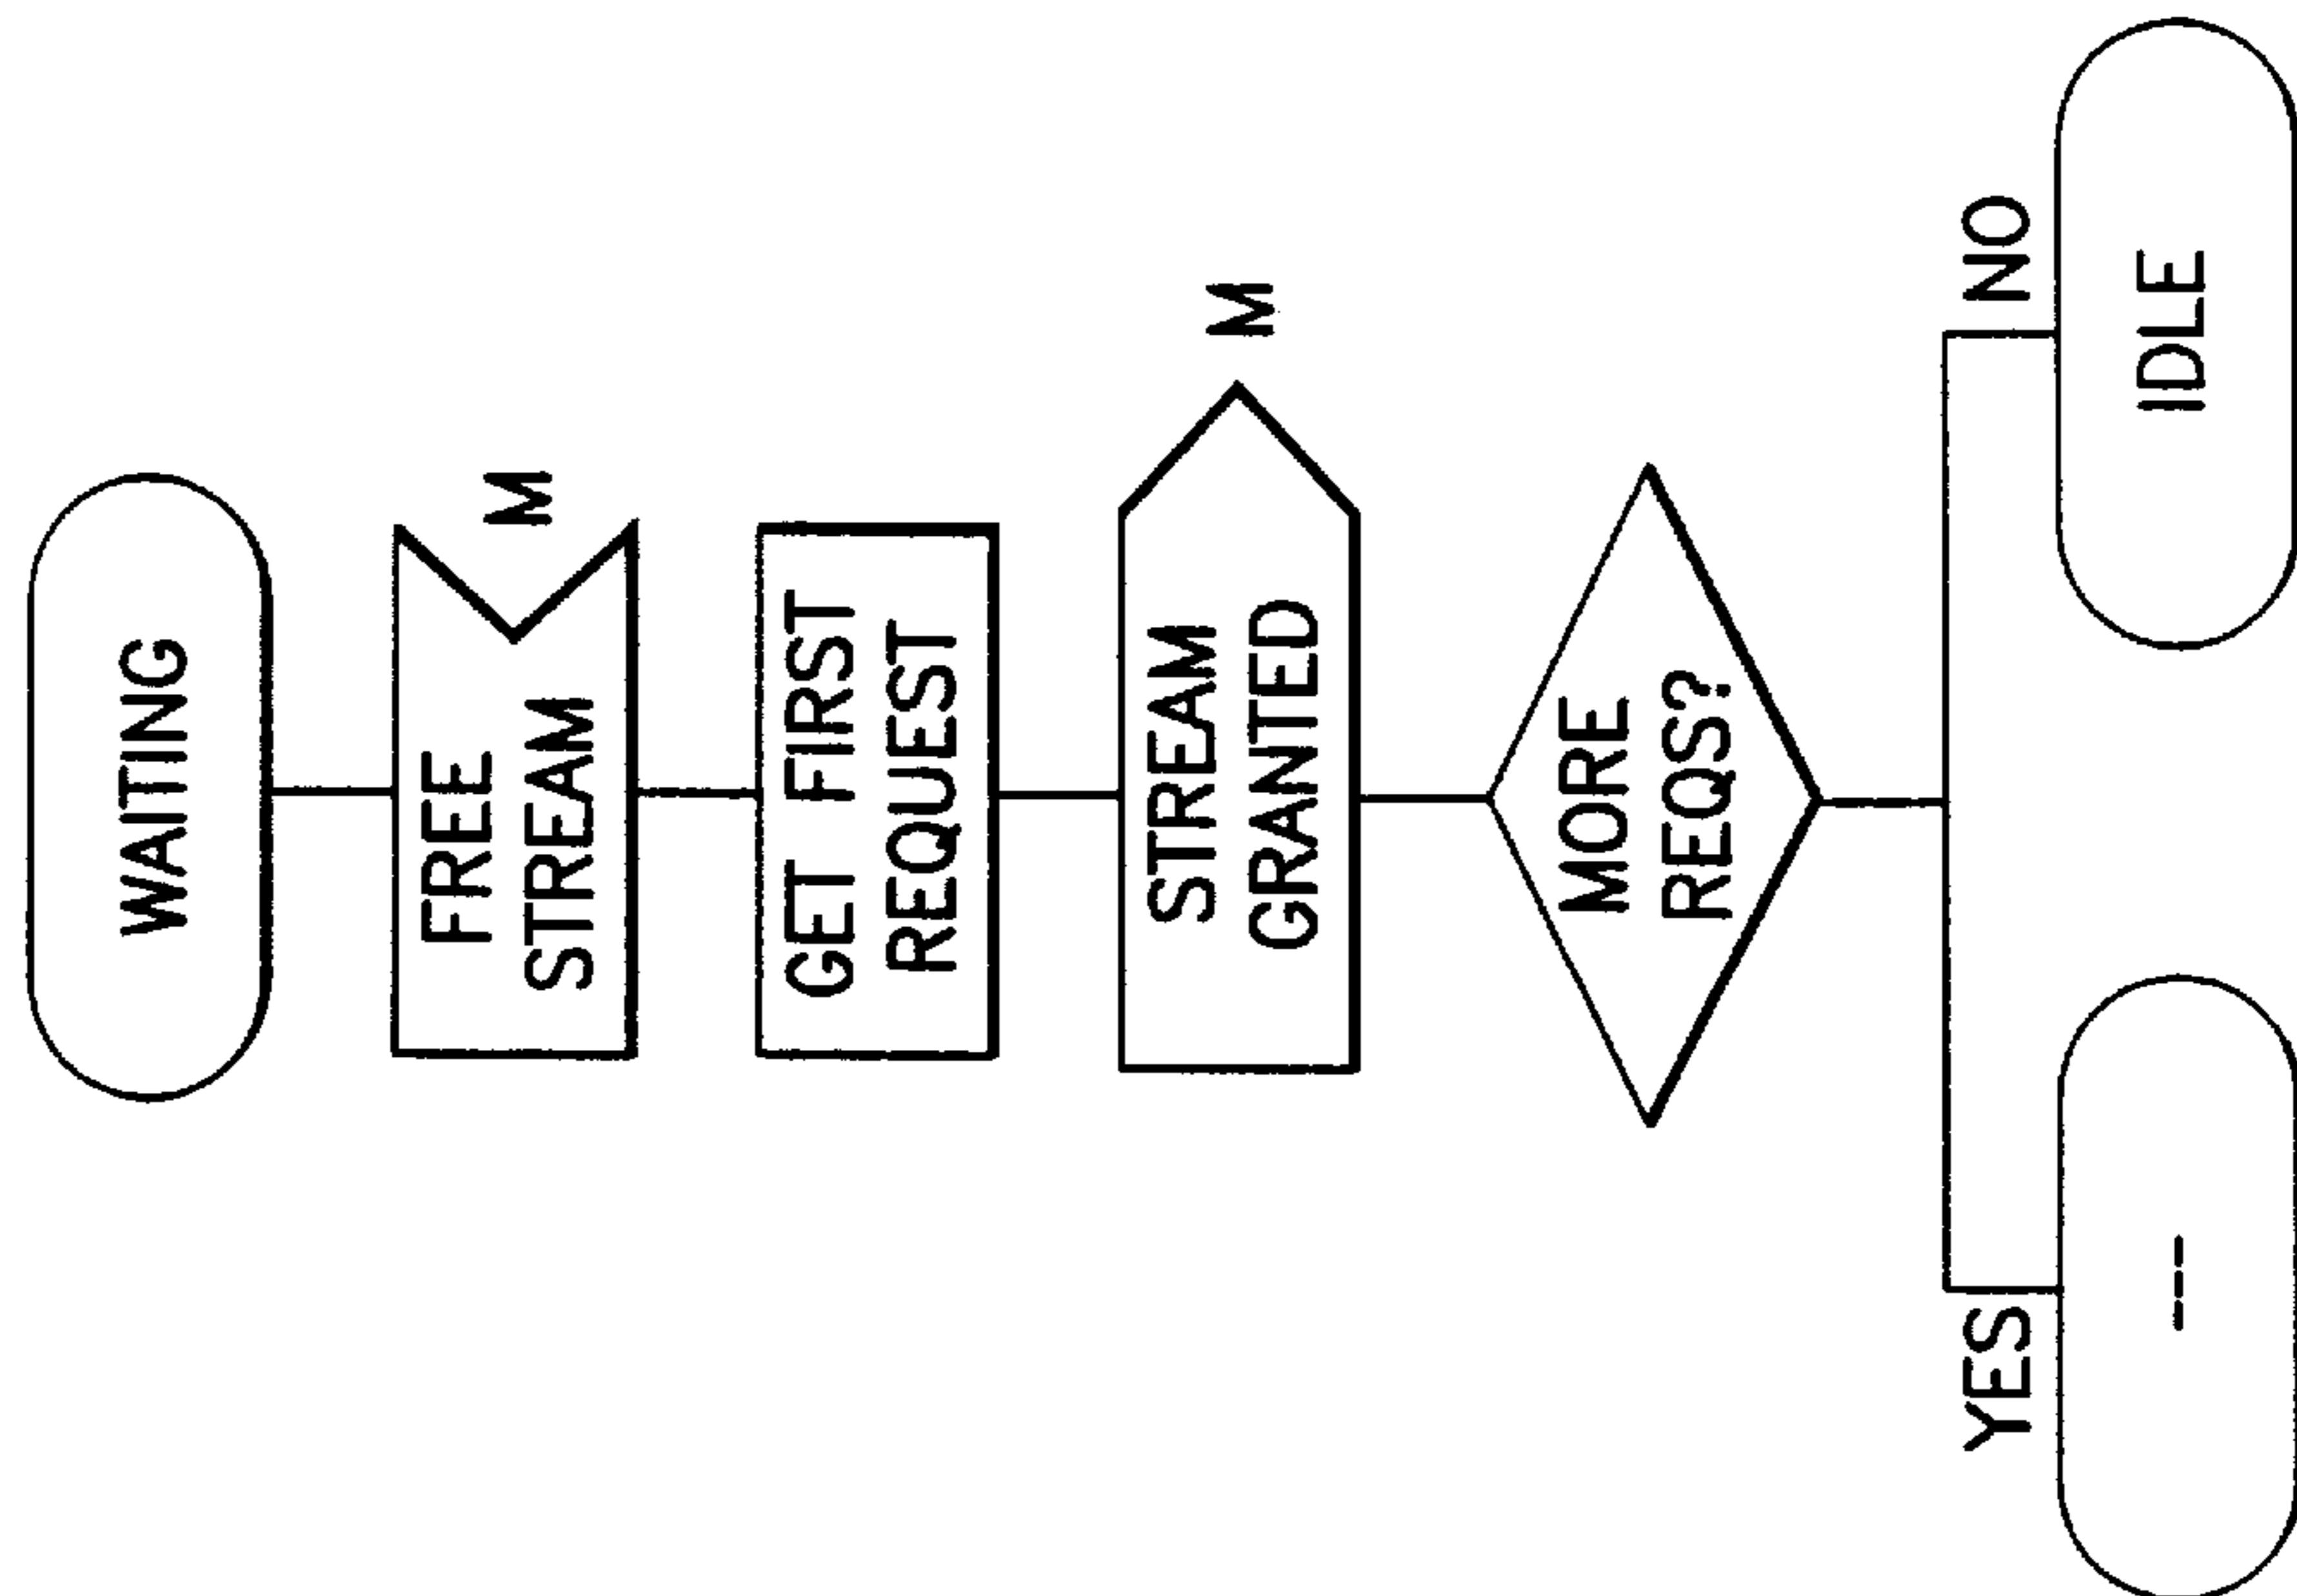 WAITING
FREE
STREAM
M
GET FIRST
REQUEST
STREAM
GRANTED
M
MORE
REQS?
YES
NO
---
IDLE